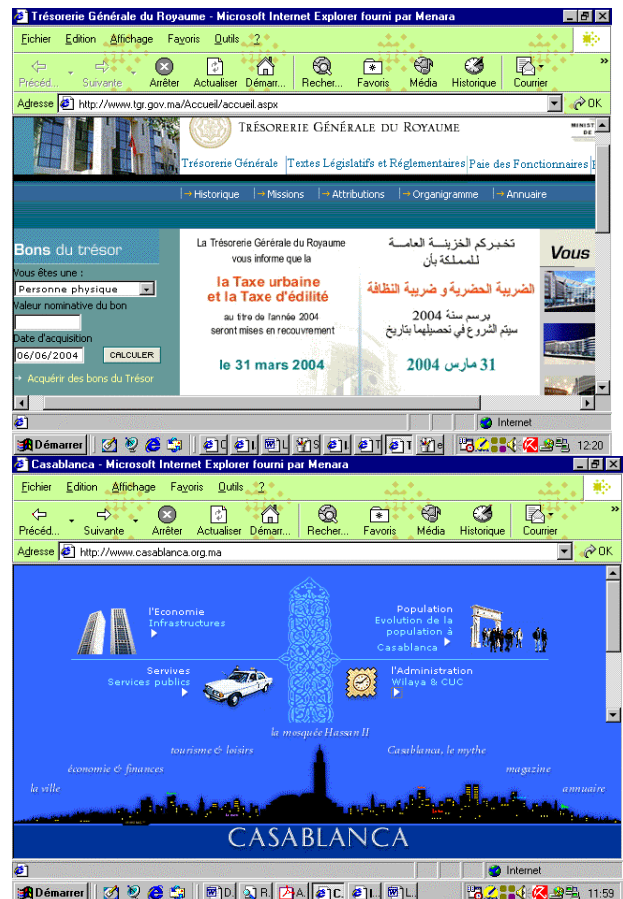 Trésorerie Générale du Royaume - Microsoft Internet Explorer fourni par Menara
Eichier Edition Affichage Favoris Outils ?
Précéd... Suivante Arrêter Actualiser Démarr... Recher... Favoris Média Historique Courrier
Adresse http://www.tgr.gov.ma/Accueil/accueil.aspx OK
TRÉSORERIE GÉNÉRALE DU ROYAUME
MINIST
DE
Trésorerie Générale Textes Législatifs et Réglementaires Paie des Fonctionnaires
Historique Missions Attributions Organigramme Annuaire
Bons du trésor
Vous êtes une :
Personne physique
Valeur nominative du bon
Date d'acquisition
06/06/2004 CALCULER
Acquérir des bons du Trésor
La Trésorerie Générale du Royaume
vous informe que la
la Taxe urbaine
et la Taxe d'édilité
au titre de l'année 2004
seront mises en recouvrement
le 31 mars 2004
تخبركم الخزينة العامة
للمملكة بأن
الضريبة الحضرية و ضريبة النظافة
برسم سنة 2004
سيتم الشروع في تحصيلهما بتاريخ
31 مارس 2004
Vous
Internet
Démarrer 12:20
Casablanca - Microsoft Internet Explorer fourni par Menara
Fichier Edition Affichage Favoris Outils ?
Précéd... Suivante Arrêter Actualiser Démarr... Recher... Favoris Média Historique Courrier
Adresse http://www.casablanca.org.ma OK
l'Economie
Infrastructures
Population
Evolution de la
population à
Casablanca
Servives
Services publics
l'Administration
Wilaya & CUC
la mosquée Hassan II
tourisme & loisirs
Casablanca, le mythe
économie & finances
magazine
la ville
annuaire
CASABLANCA
Internet
Démarrer D. R. A. C. I. L. 11:59